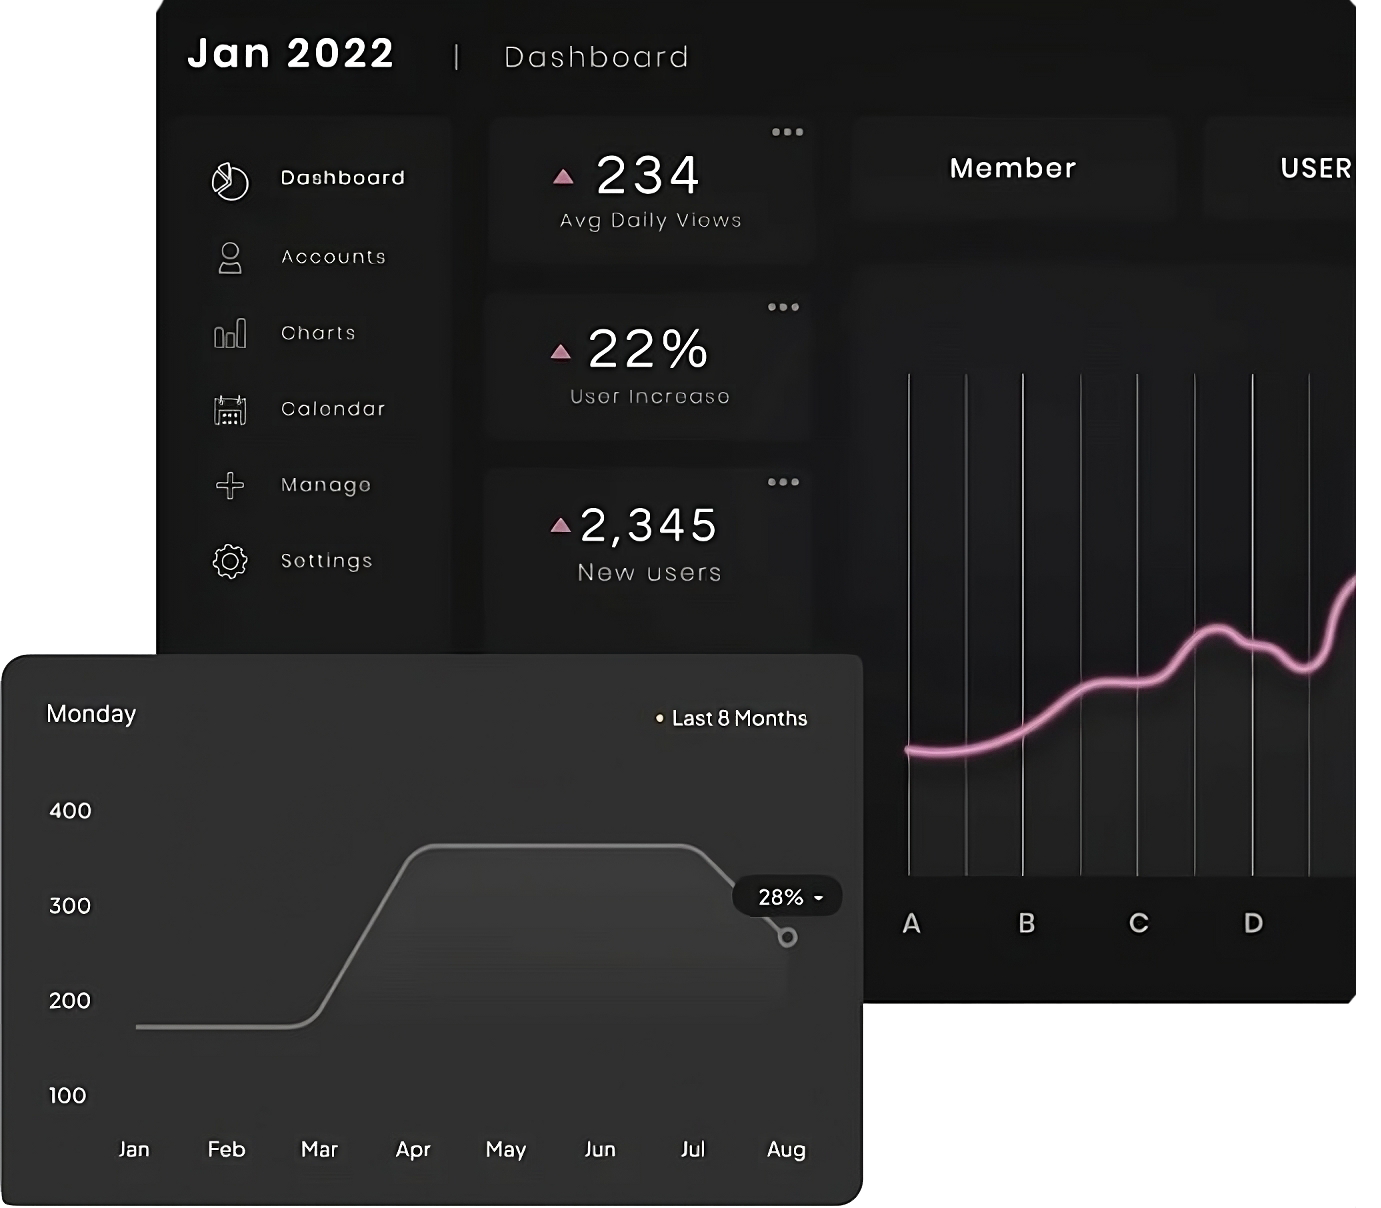 Jan 2022 | Dashboard
Dashboard
Accounts
Charts
Calendar
Manage
Settings
234
Avg Daily Views
22%
User Increase
2,345
New users
Member
USER
A B C D
Monday
Last 8 Months
400
300
200
100
28%
Jan Feb Mar Apr May Jun Jul Aug